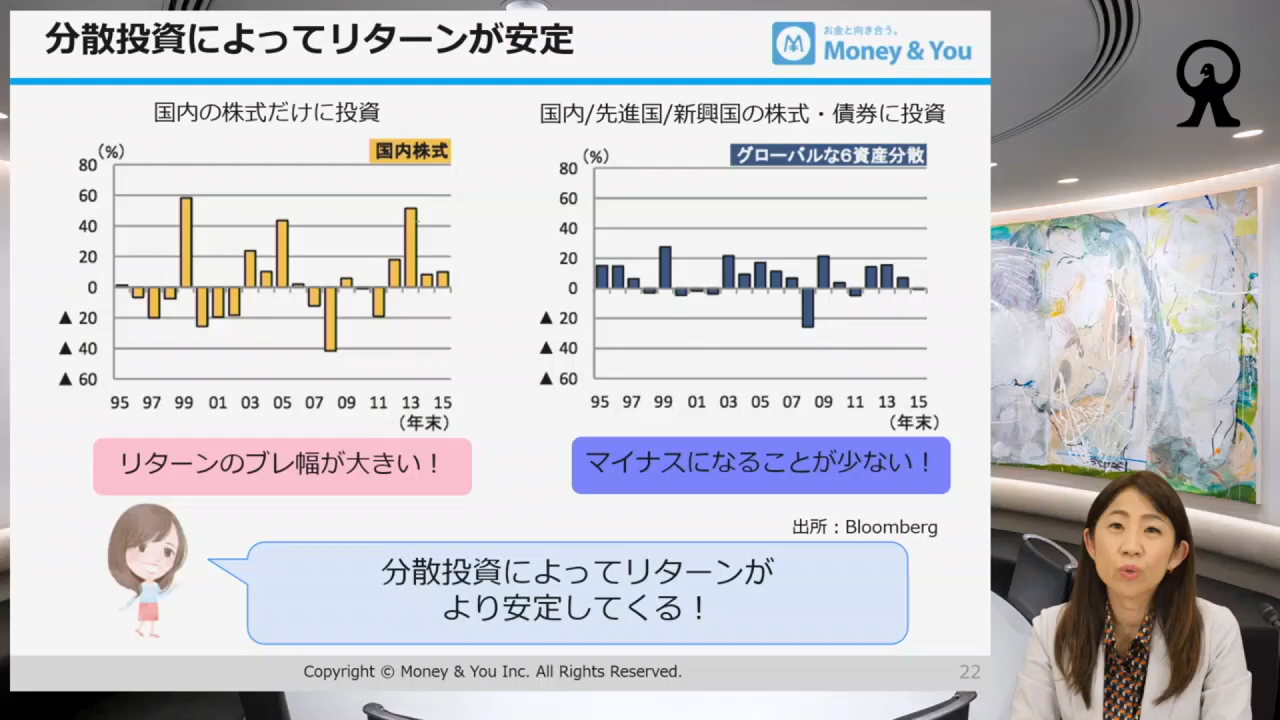 分散投資によってリターンが安定
お金と向き合う。
Money & You
国内の株式だけに投資
(%)
国内株式
80
60
40
20
0
▲ 20
▲ 40
▲ 60
95 97 99 01 03 05 07 09 11 13 15
(年末)
リターンのブレ幅が大きい！
国内/先進国/新興国の株式・債券に投資
(%)
グローバルな6資産分散
80
60
40
20
0
▲ 20
▲ 40
▲ 60
95 97 99 01 03 05 07 09 11 13 15
(年末)
マイナスになることが少ない！
出所：Bloomberg
分散投資によってリターンが
より安定してくる！
Copyright © Money & You Inc. All Rights Reserved.
22